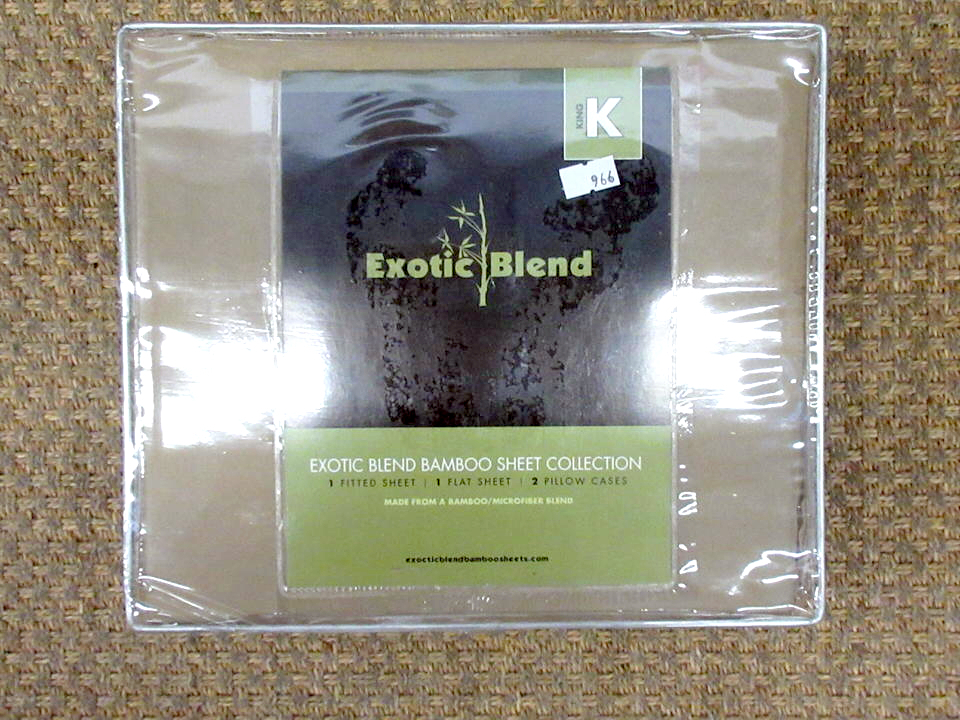 KING
K
966
Exotic Blend
EXOTIC BLEND BAMBOO SHEET COLLECTION
1 FITTED SHEET | 1 FLAT SHEET | 2 PILLOW CASES
MADE FROM A BAMBOO/MICROFIBER BLEND
exocticblendbamboosheets.com